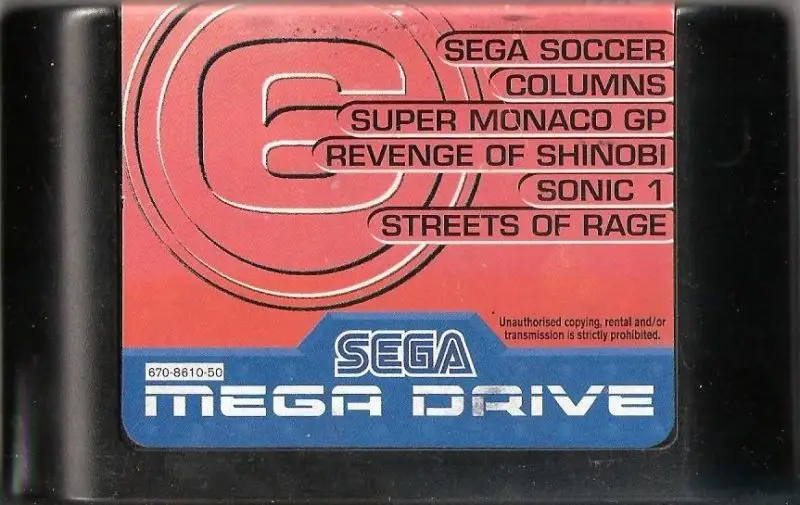 6
SEGA SOCCER
COLUMNS
SUPER MONACO GP
REVENGE OF SHINOBI
SONIC 1
STREETS OF RAGE
Unauthorised copying, rental and/or
transmission is strictly prohibited.
SEGA
670-8610-50
MEGA DRIVE